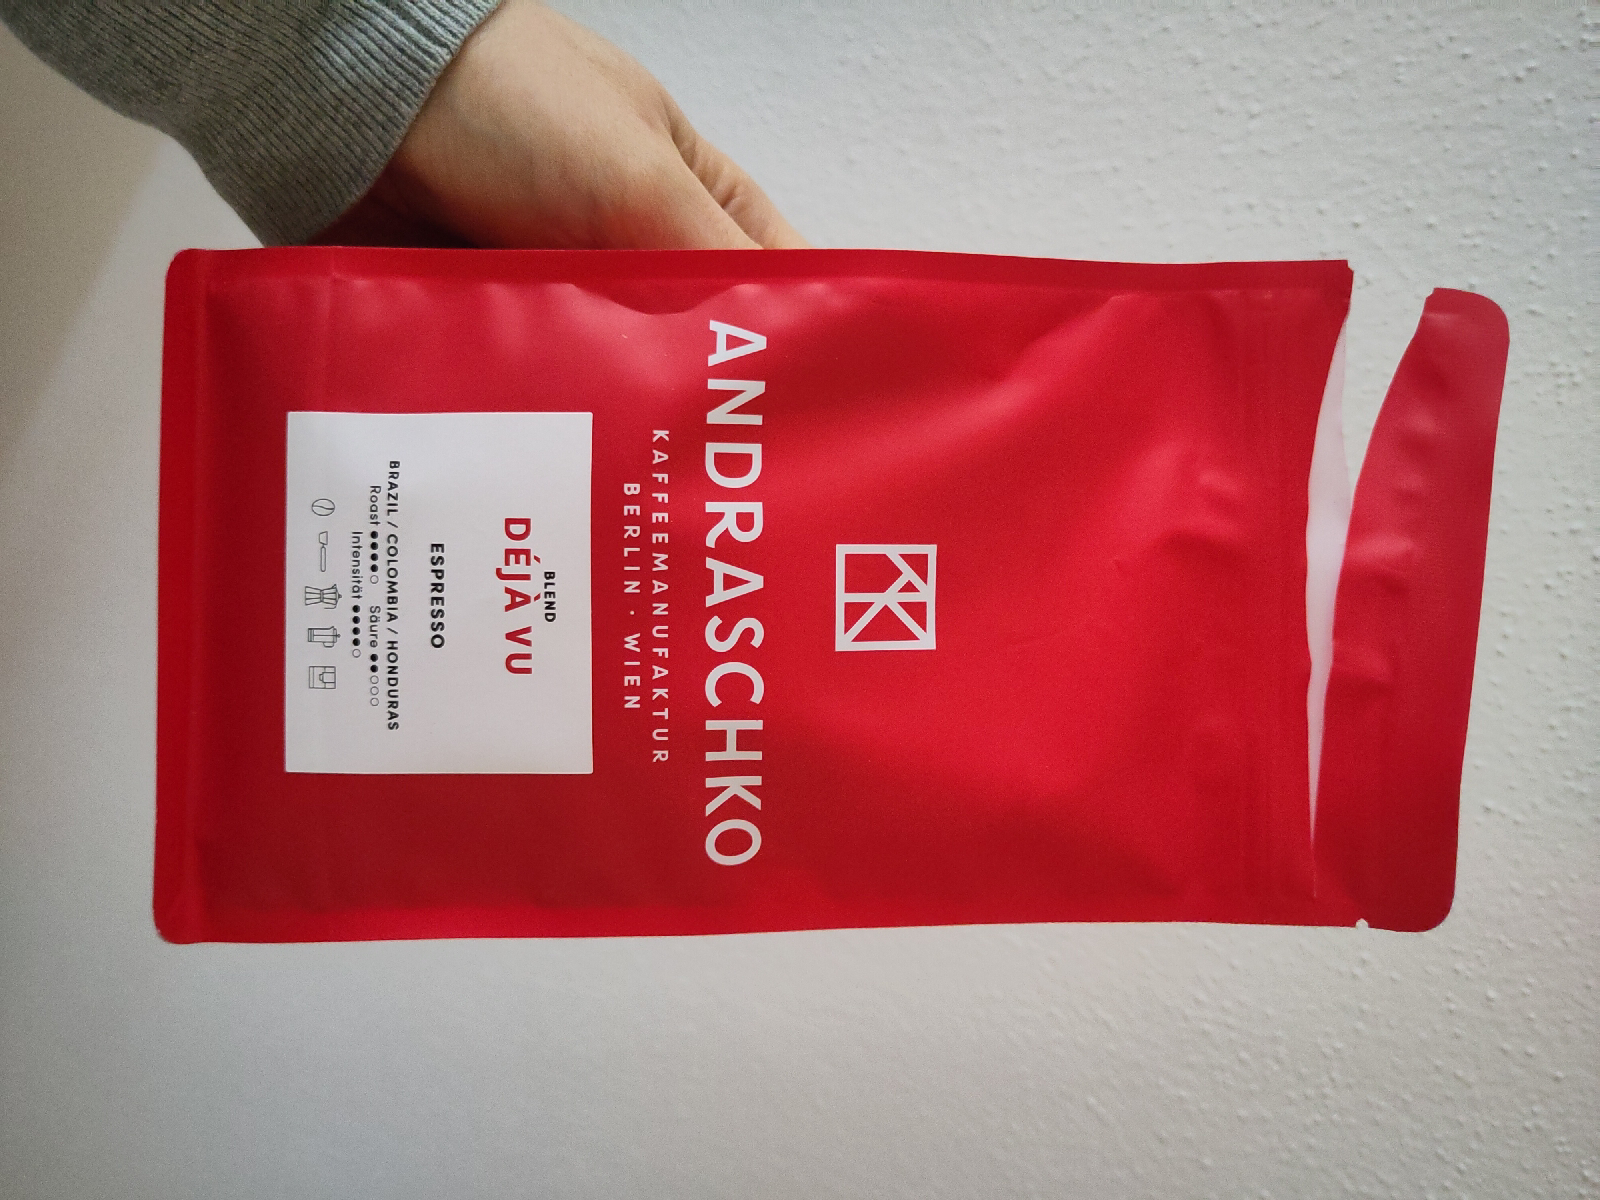 ANDRASCHKO
KAFFEEMANUFAKTUR
BERLIN · WIEN
BLEND
DÉJÀ VU
ESPRESSO
BRAZIL / COLOMBIA / HONDURAS
Roast ●●●●○ Säure ●●○○○
Intensität ●●●●○